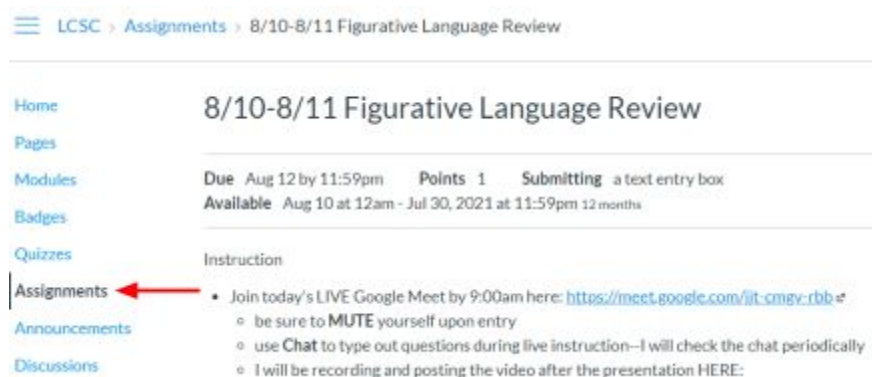 LCSC > Assignments > 8/10-8/11 Figurative Language Review
Home
Pages
Modules
Badges
Quizzes
Assignments
Announcements
Discussions
8/10-8/11 Figurative Language Review
Due Aug 12 by 11:59pm Points 1 Submitting a text entry box
Available Aug 10 at 12am - Jul 30, 2021 at 11:59pm 12 months
Instruction
• Join today's LIVE Google Meet by 9:00am here: https://meet.google.com/jit-cmgv-rbb
◦ be sure to MUTE yourself upon entry
◦ use Chat to type out questions during live instruction--I will check the chat periodically
◦ I will be recording and posting the video after the presentation HERE: